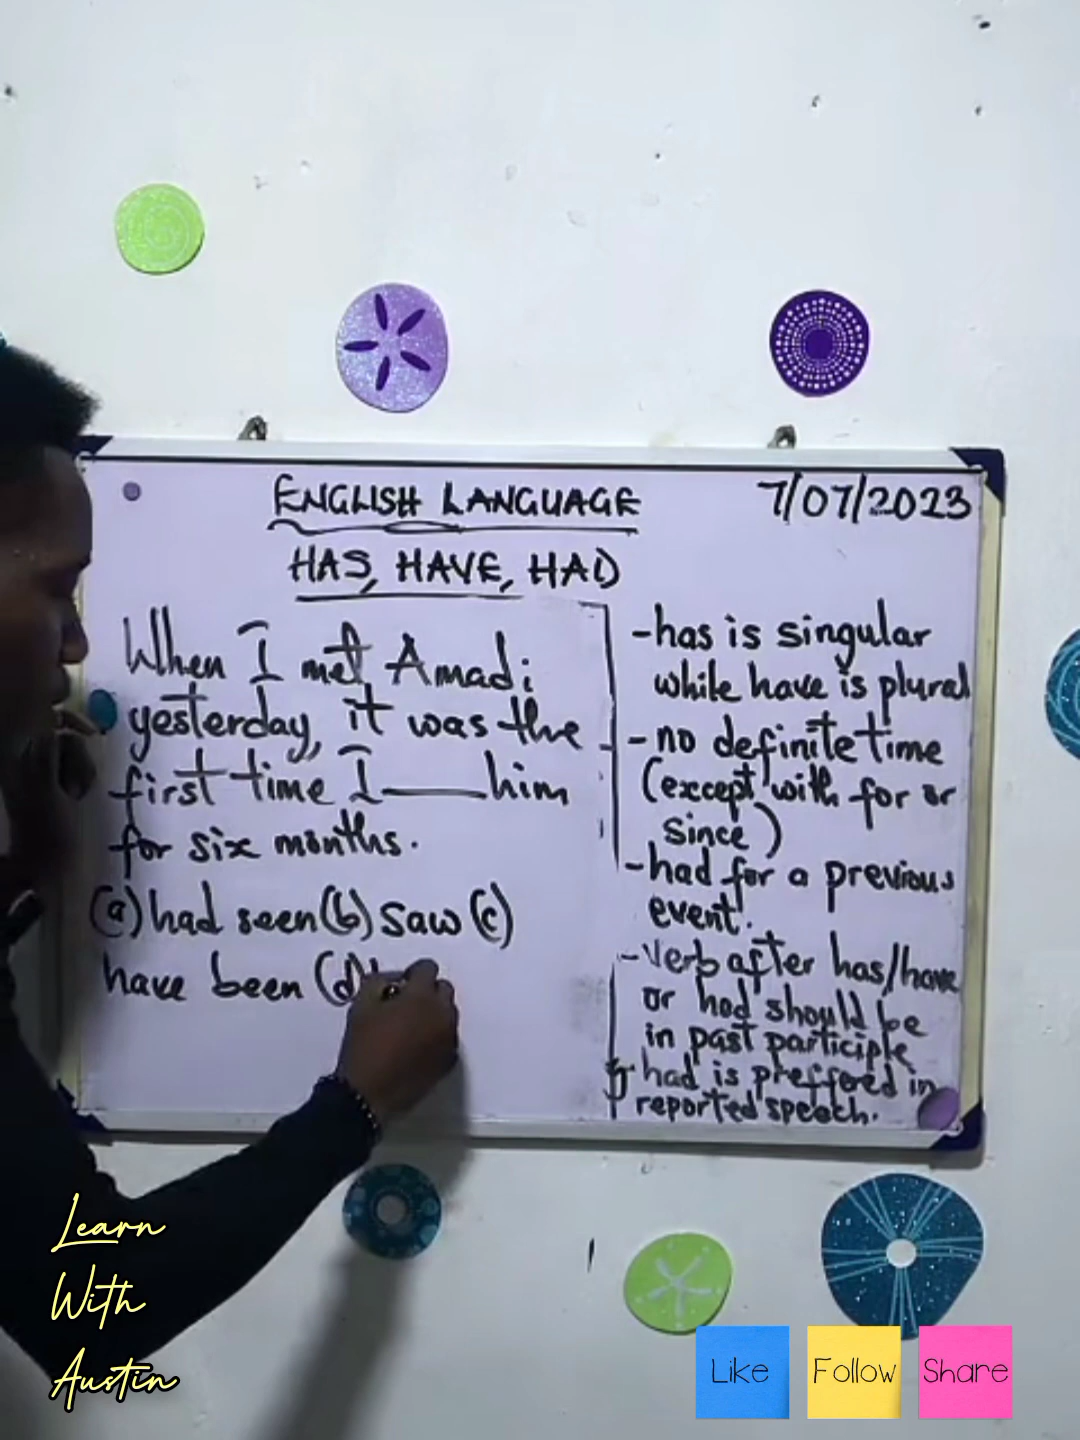 ENGLISH LANGUAGE
7/07/2023
HAS, HAVE, HAD
When I met Amadi
yesterday, it was the
first time I____him
for six months.
(a) had seen (b) saw (c)
have been (d)
-has is singular
while have is plural
-no definite time
(except with for or
since)
-had for a previous
event.
-verb after has/have
or had should be
in past participle
had is preffered in
reported speech.
Learn
With
Austin
Like
Follow
Share